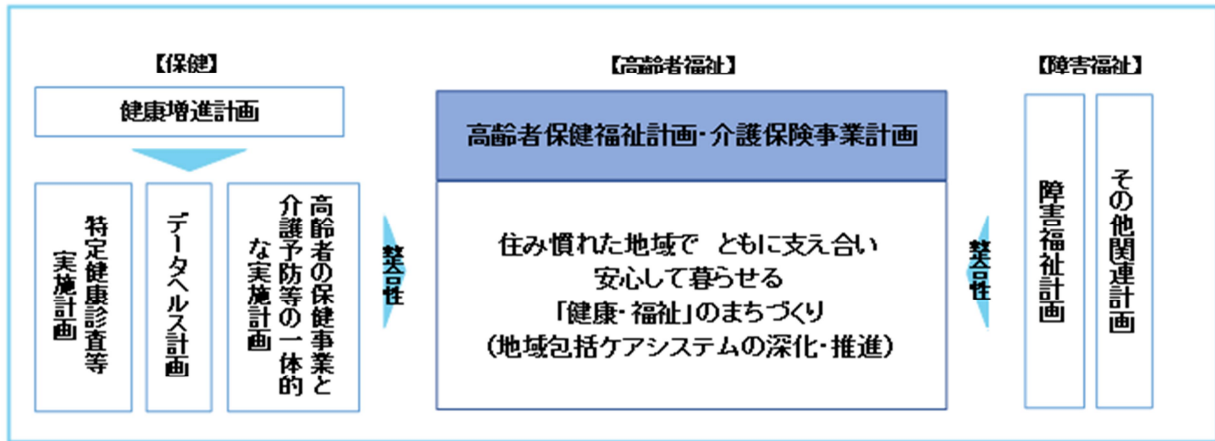 【保健】
健康増進計画
特定健康診査等
実施計画
データヘルス計画
高齢者の保健事業と
介護予防等の一体的
な実施計画
整合性
【高齢者福祉】
高齢者保健福祉計画・介護保険事業計画
住み慣れた地域で ともに支え合い
安心して暮らせる
「健康・福祉」のまちづくり
(地域包括ケアシステムの深化・推進)
整合性
【障害福祉】
障害福祉計画
その他関連計画